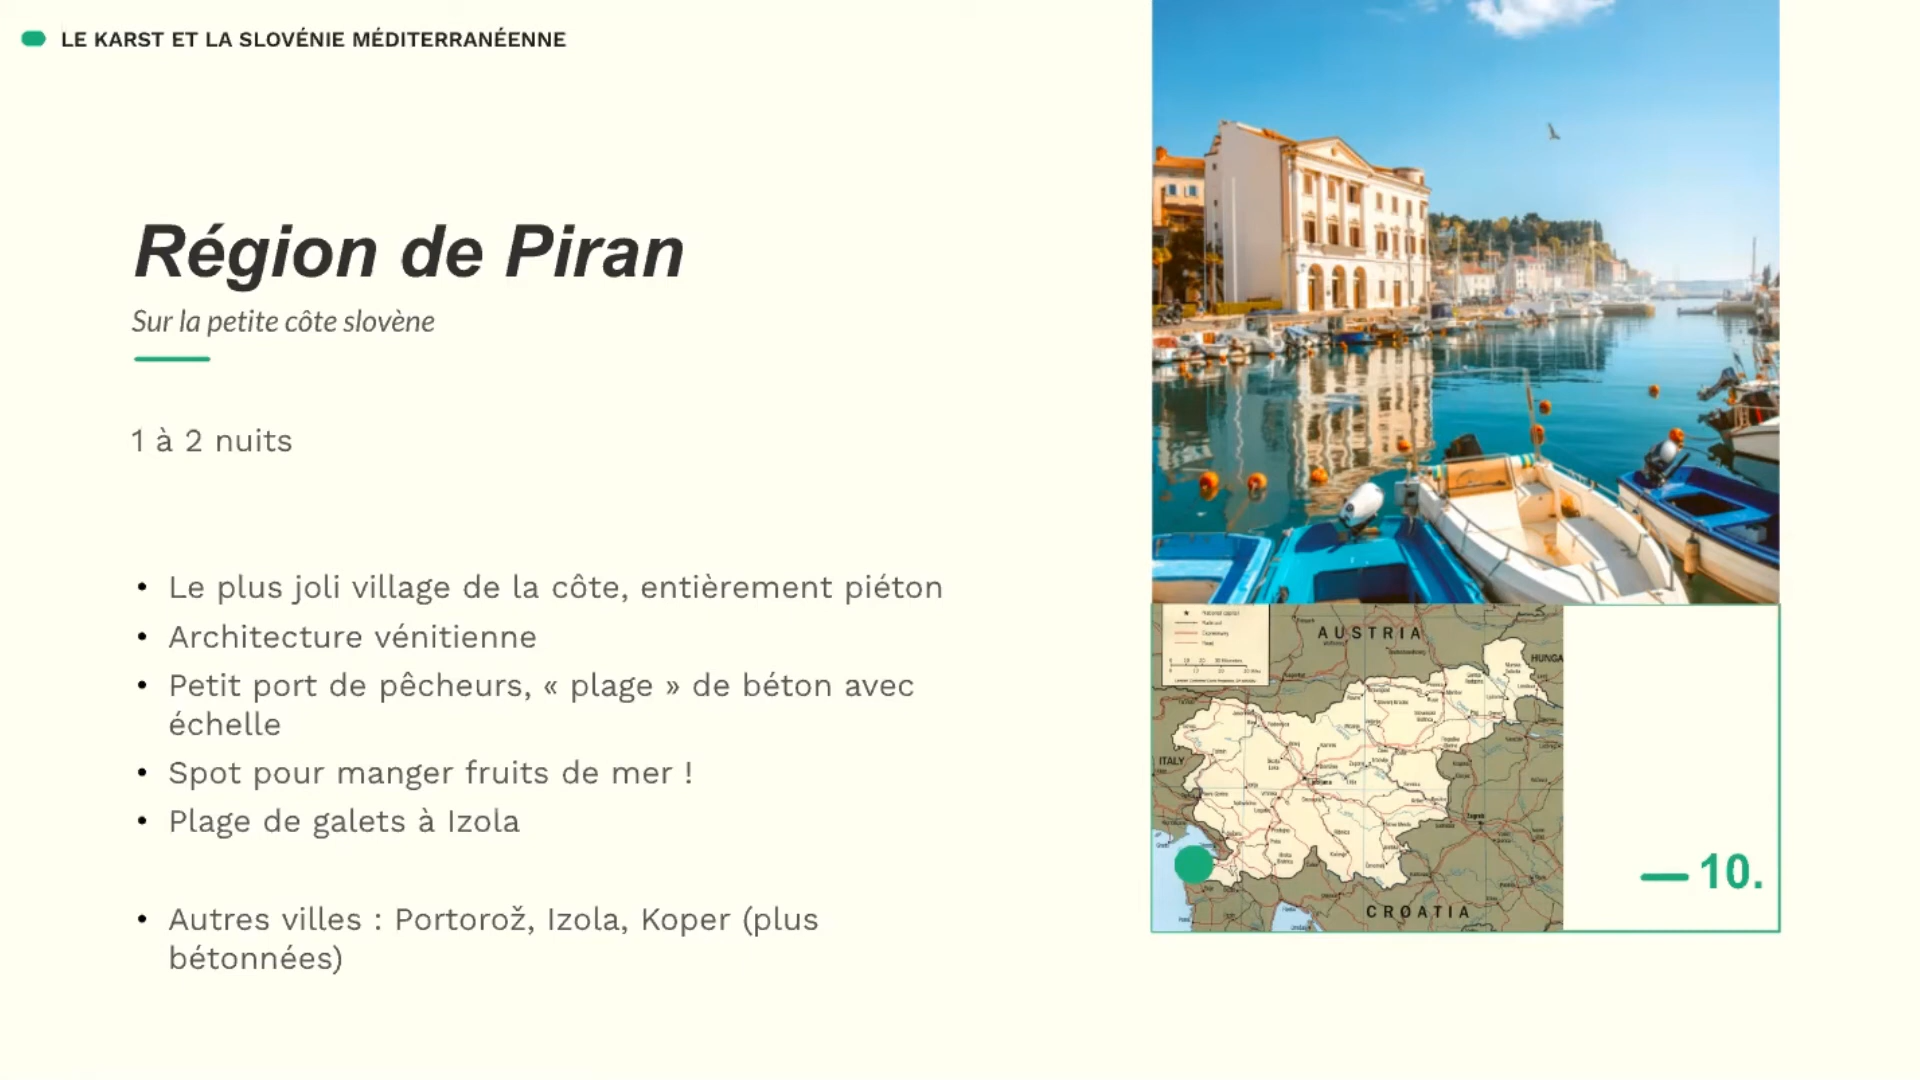 LE KARST ET LA SLOVÉNIE MÉDITERRANÉENNE
Région de Piran
Sur la petite côte slovène
1 à 2 nuits
• Le plus joli village de la côte, entièrement piéton
• Architecture vénitienne
• Petit port de pêcheurs, « plage » de béton avec
échelle
• Spot pour manger fruits de mer !
• Plage de galets à Izola
• Autres villes : Portorož, Izola, Koper (plus
bétonnées)
AUSTRIA
HUNGA
ITALY
CROATIA
10.